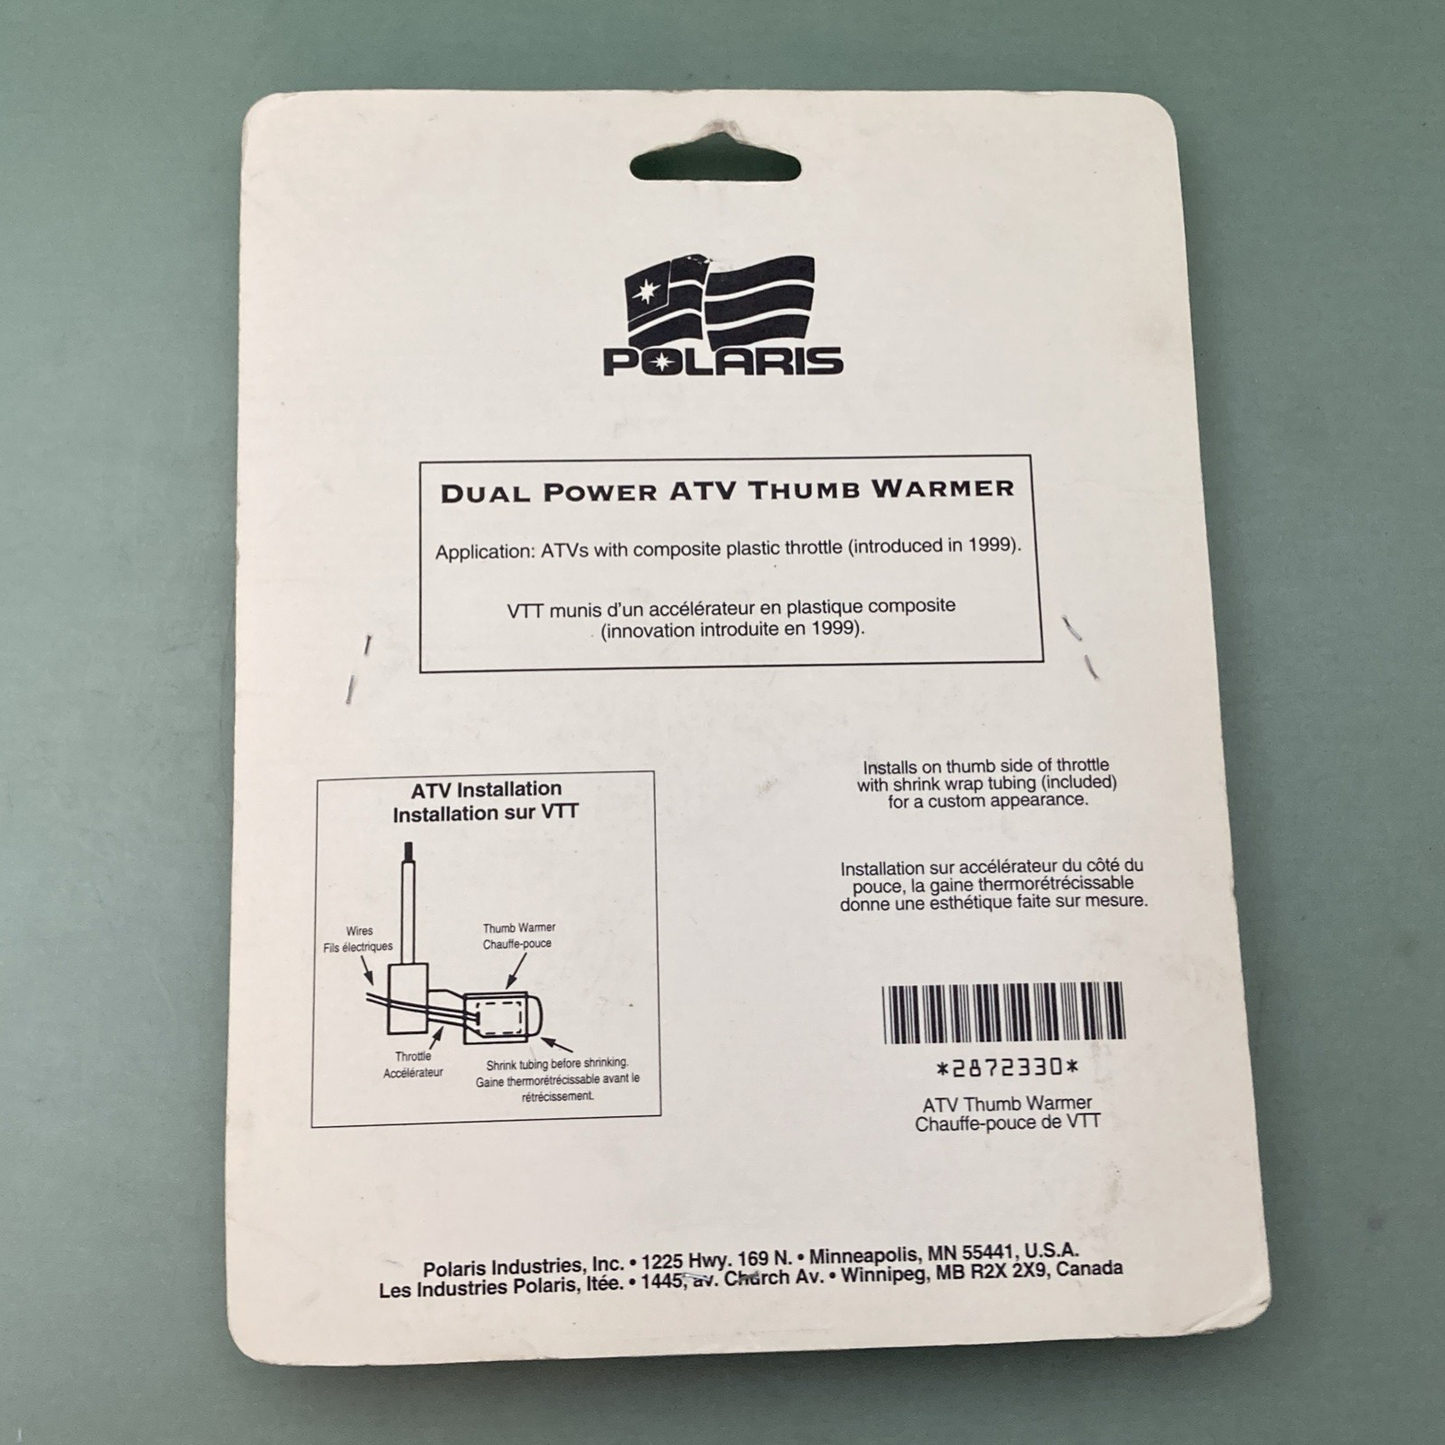 POLARIS
DUAL POWER ATV THUMB WARMER
Application: ATVs with composite plastic throttle (introduced in 1999).
VTT munis d'un accélérateur en plastique composite
(innovation introduite en 1999).
ATV Installation
Installation sur VTT
Wires
Fils électriques
Thumb Warmer
Chauffe-pouce
Throttle
Accélérateur
Shrink tubing before shrinking.
Gaine thermorétrécissable avant le
rétrécissement.
Installs on thumb side of throttle
with shrink wrap tubing (included)
for a custom appearance.
Installation sur accélérateur du côté du
pouce, la gaine thermorétrécissable
donne une esthétique faite sur mesure.
*2872330*
ATV Thumb Warmer
Chauffe-pouce de VTT
Polaris Industries, Inc. • 1225 Hwy. 169 N. • Minneapolis, MN 55441, U.S.A.
Les Industries Polaris, ltée. • 1445, av. Church Av. • Winnipeg, MB R2X 2X9, Canada